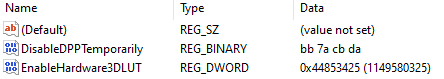 Name Type Data
(Default) REG_SZ (value not set)
DisableDPPTemporarily REG_BINARY bb 7a cb da
EnableHardware3DLUT REG_DWORD 0x44853425 (1149580325)